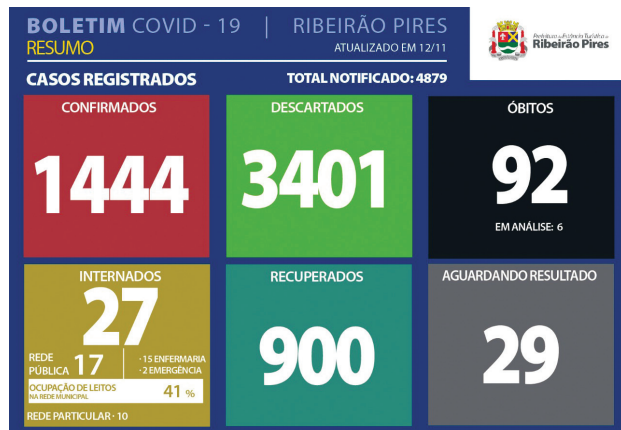 BOLETIM COVID - 19 | RIBEIRÃO PIRES
RESUMO
ATUALIZADO EM 12/11
Ribeirão Pires
CASOS REGISTRADOS
TOTAL NOTIFICADO: 4879
CONFIRMADOS
1444
DESCARTADOS
3401
ÓBITOS
92
EM ANÁLISE: 6
INTERNADOS
27
REDE
PÚBLICA 17
· 15 ENFERMARIA
· 2 EMERGÊNCIA
OCUPAÇÃO DE LEITOS
NA REDE MUNICIPAL
41 %
REDE PARTICULAR · 10
RECUPERADOS
900
AGUARDANDO RESULTADO
29